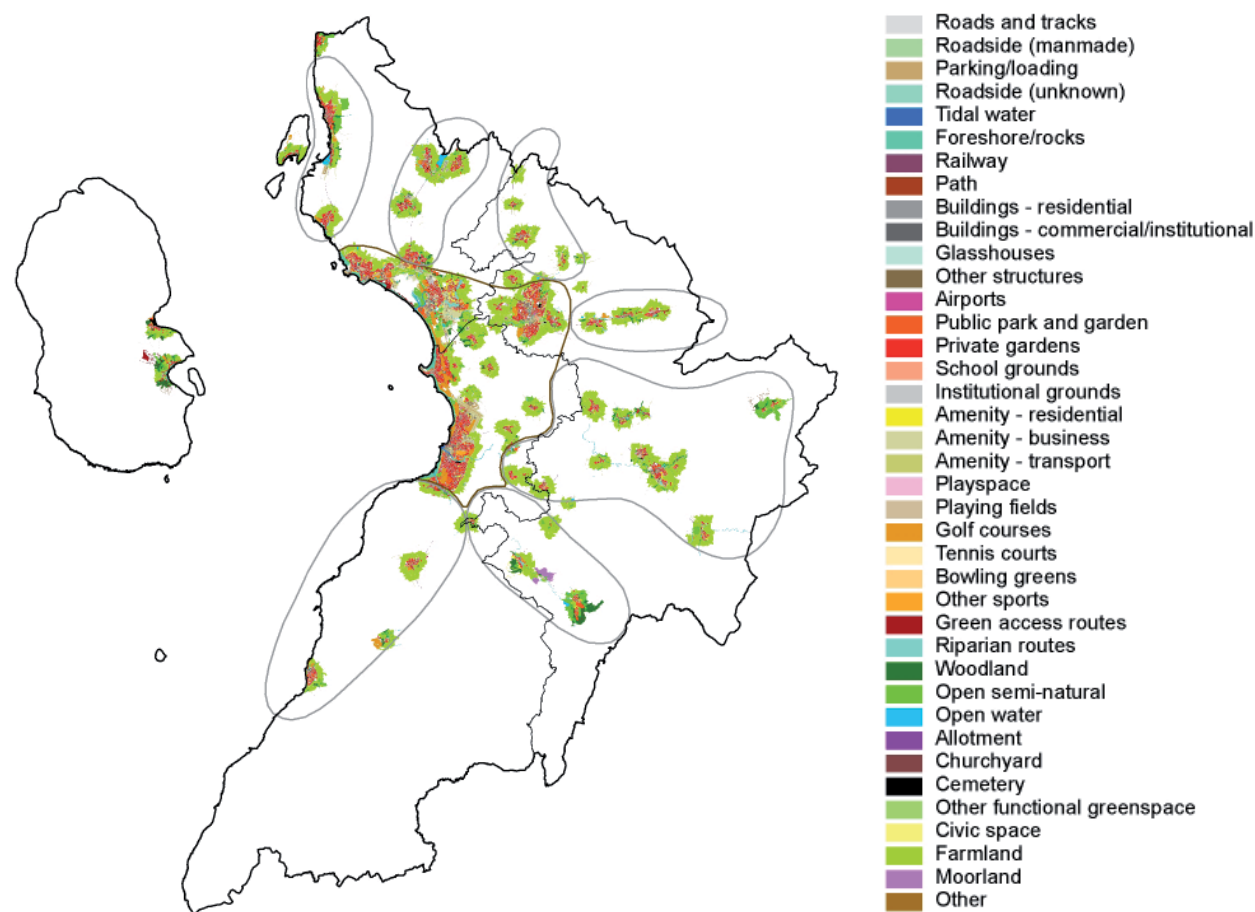 Roads and tracks
Roadside (manmade)
Parking/loading
Roadside (unknown)
Tidal water
Foreshore/rocks
Railway
Path
Buildings - residential
Buildings - commercial/institutional
Glasshouses
Other structures
Airports
Public park and garden
Private gardens
School grounds
Institutional grounds
Amenity - residential
Amenity - business
Amenity - transport
Playspace
Playing fields
Golf courses
Tennis courts
Bowling greens
Other sports
Green access routes
Riparian routes
Woodland
Open semi-natural
Open water
Allotment
Churchyard
Cemetery
Other functional greenspace
Civic space
Farmland
Moorland
Other